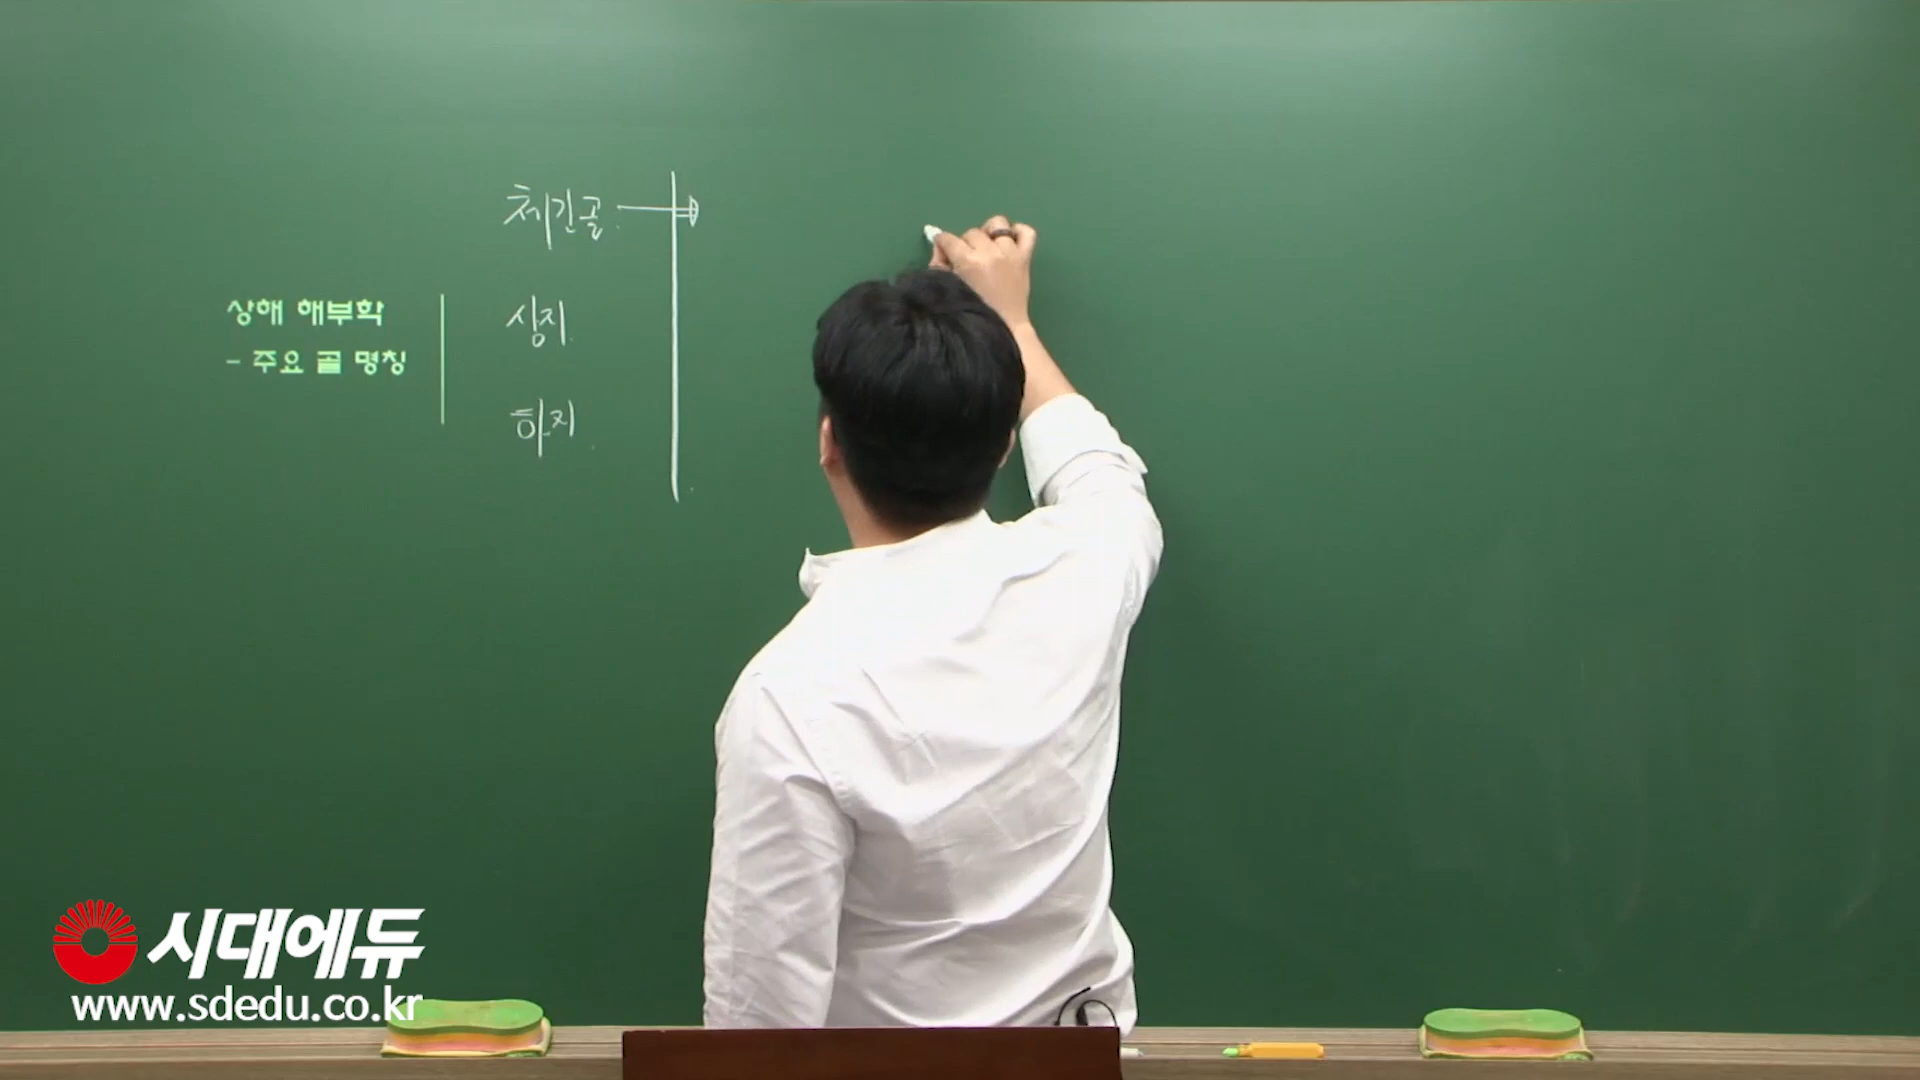 상해 해부학
- 주요 골 명칭
체간골
상지
하지
시대에듀
www.sdedu.co.kr